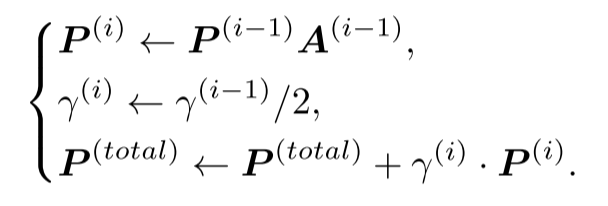 P^(i) ← P^(i−1) A^(i−1),
γ^(i) ← γ^(i−1)/2,
P^(total) ← P^(total) + γ^(i) · P^(i).